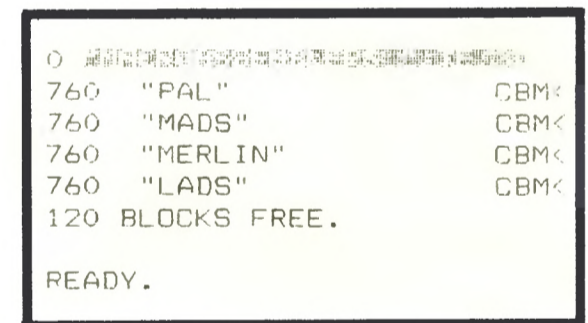 0
760 "PAL" CBM<
760 "MADS" CBM<
760 "MERLIN" CBM<
760 "LADS" CBM<
120 BLOCKS FREE.
READY.